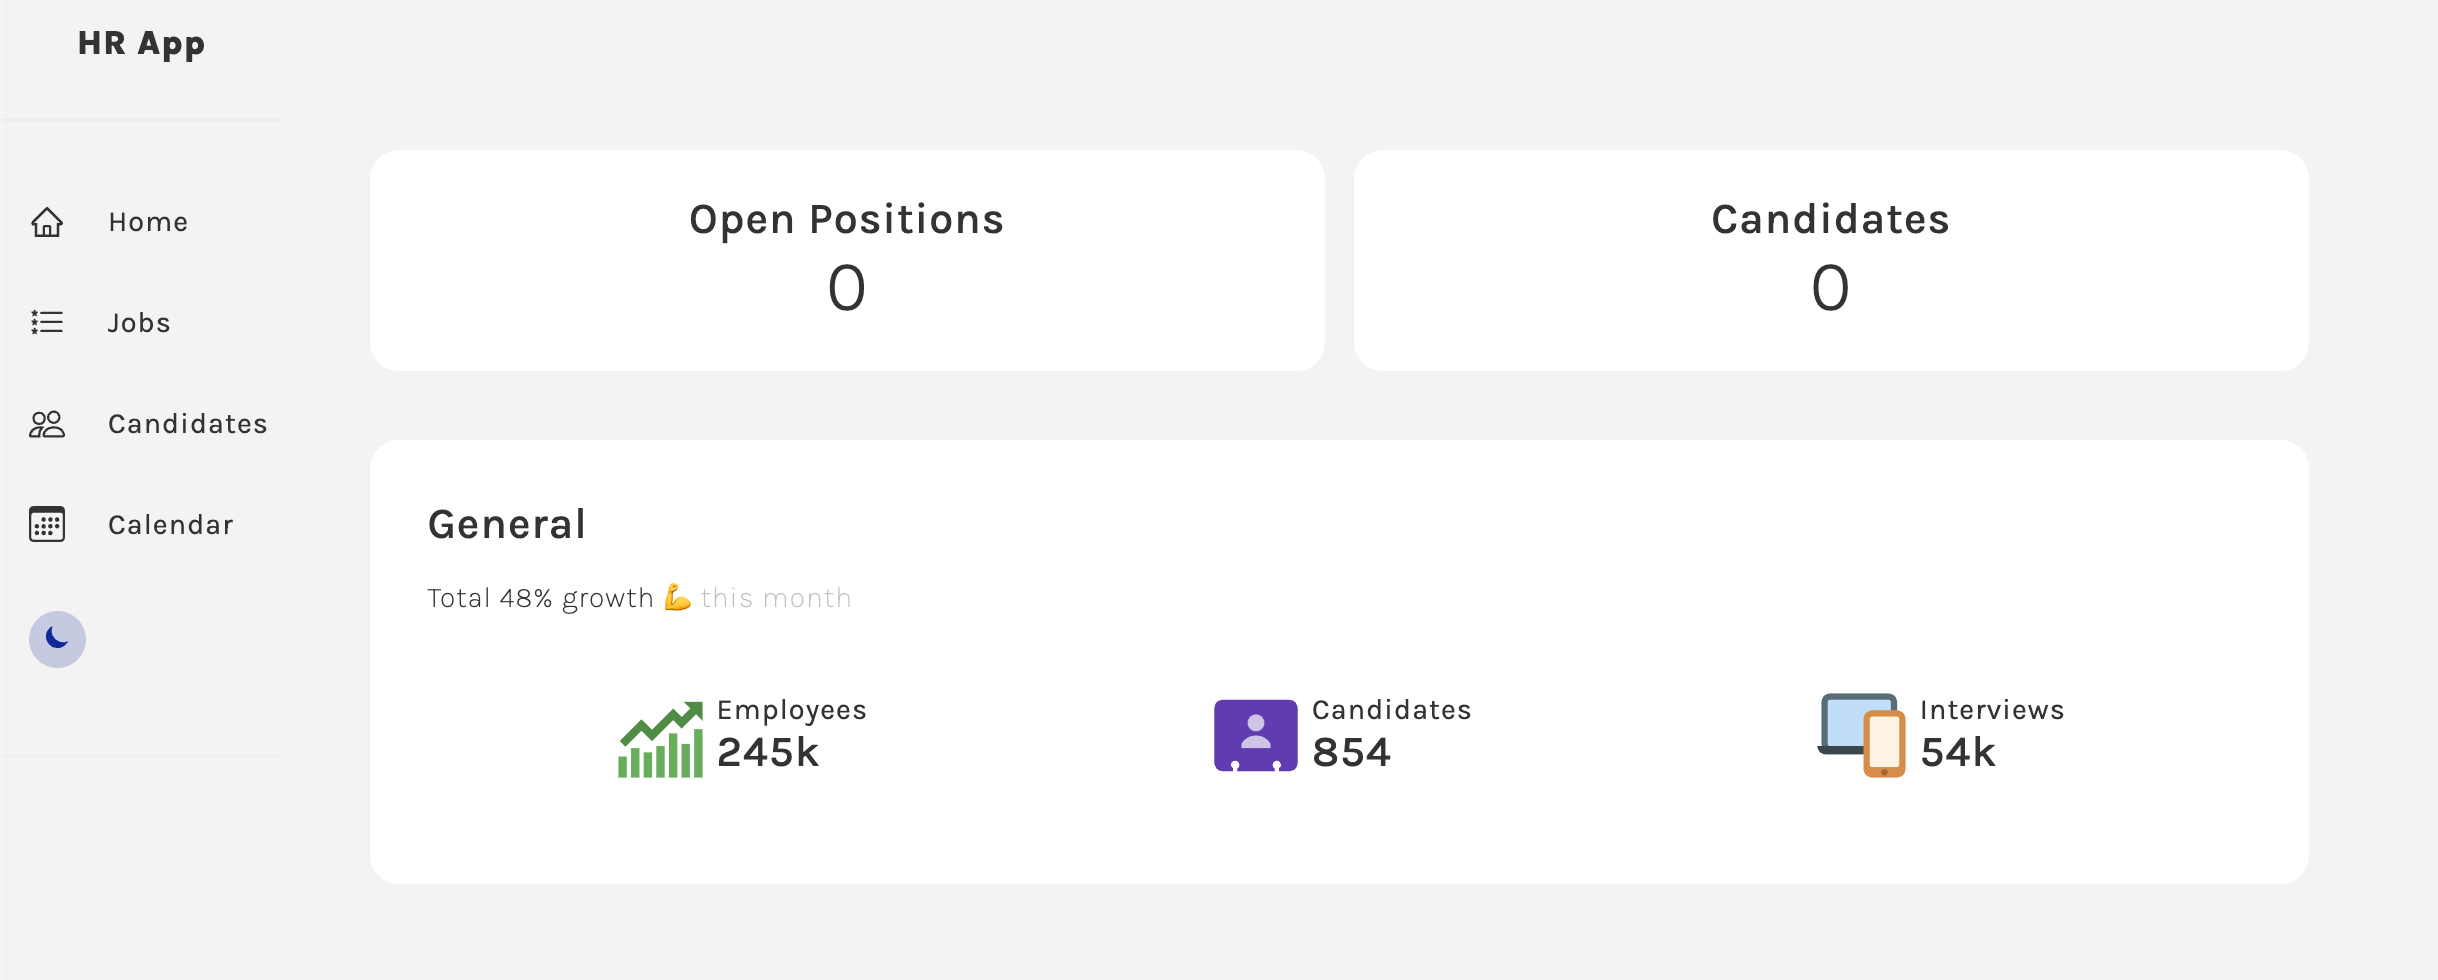 HR App
Home
Jobs
Candidates
Calendar
Open Positions
0
Candidates
0
General
Total 48% growth 💪 this month
Employees
245k
Candidates
854
Interviews
54k